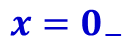 x = 0_